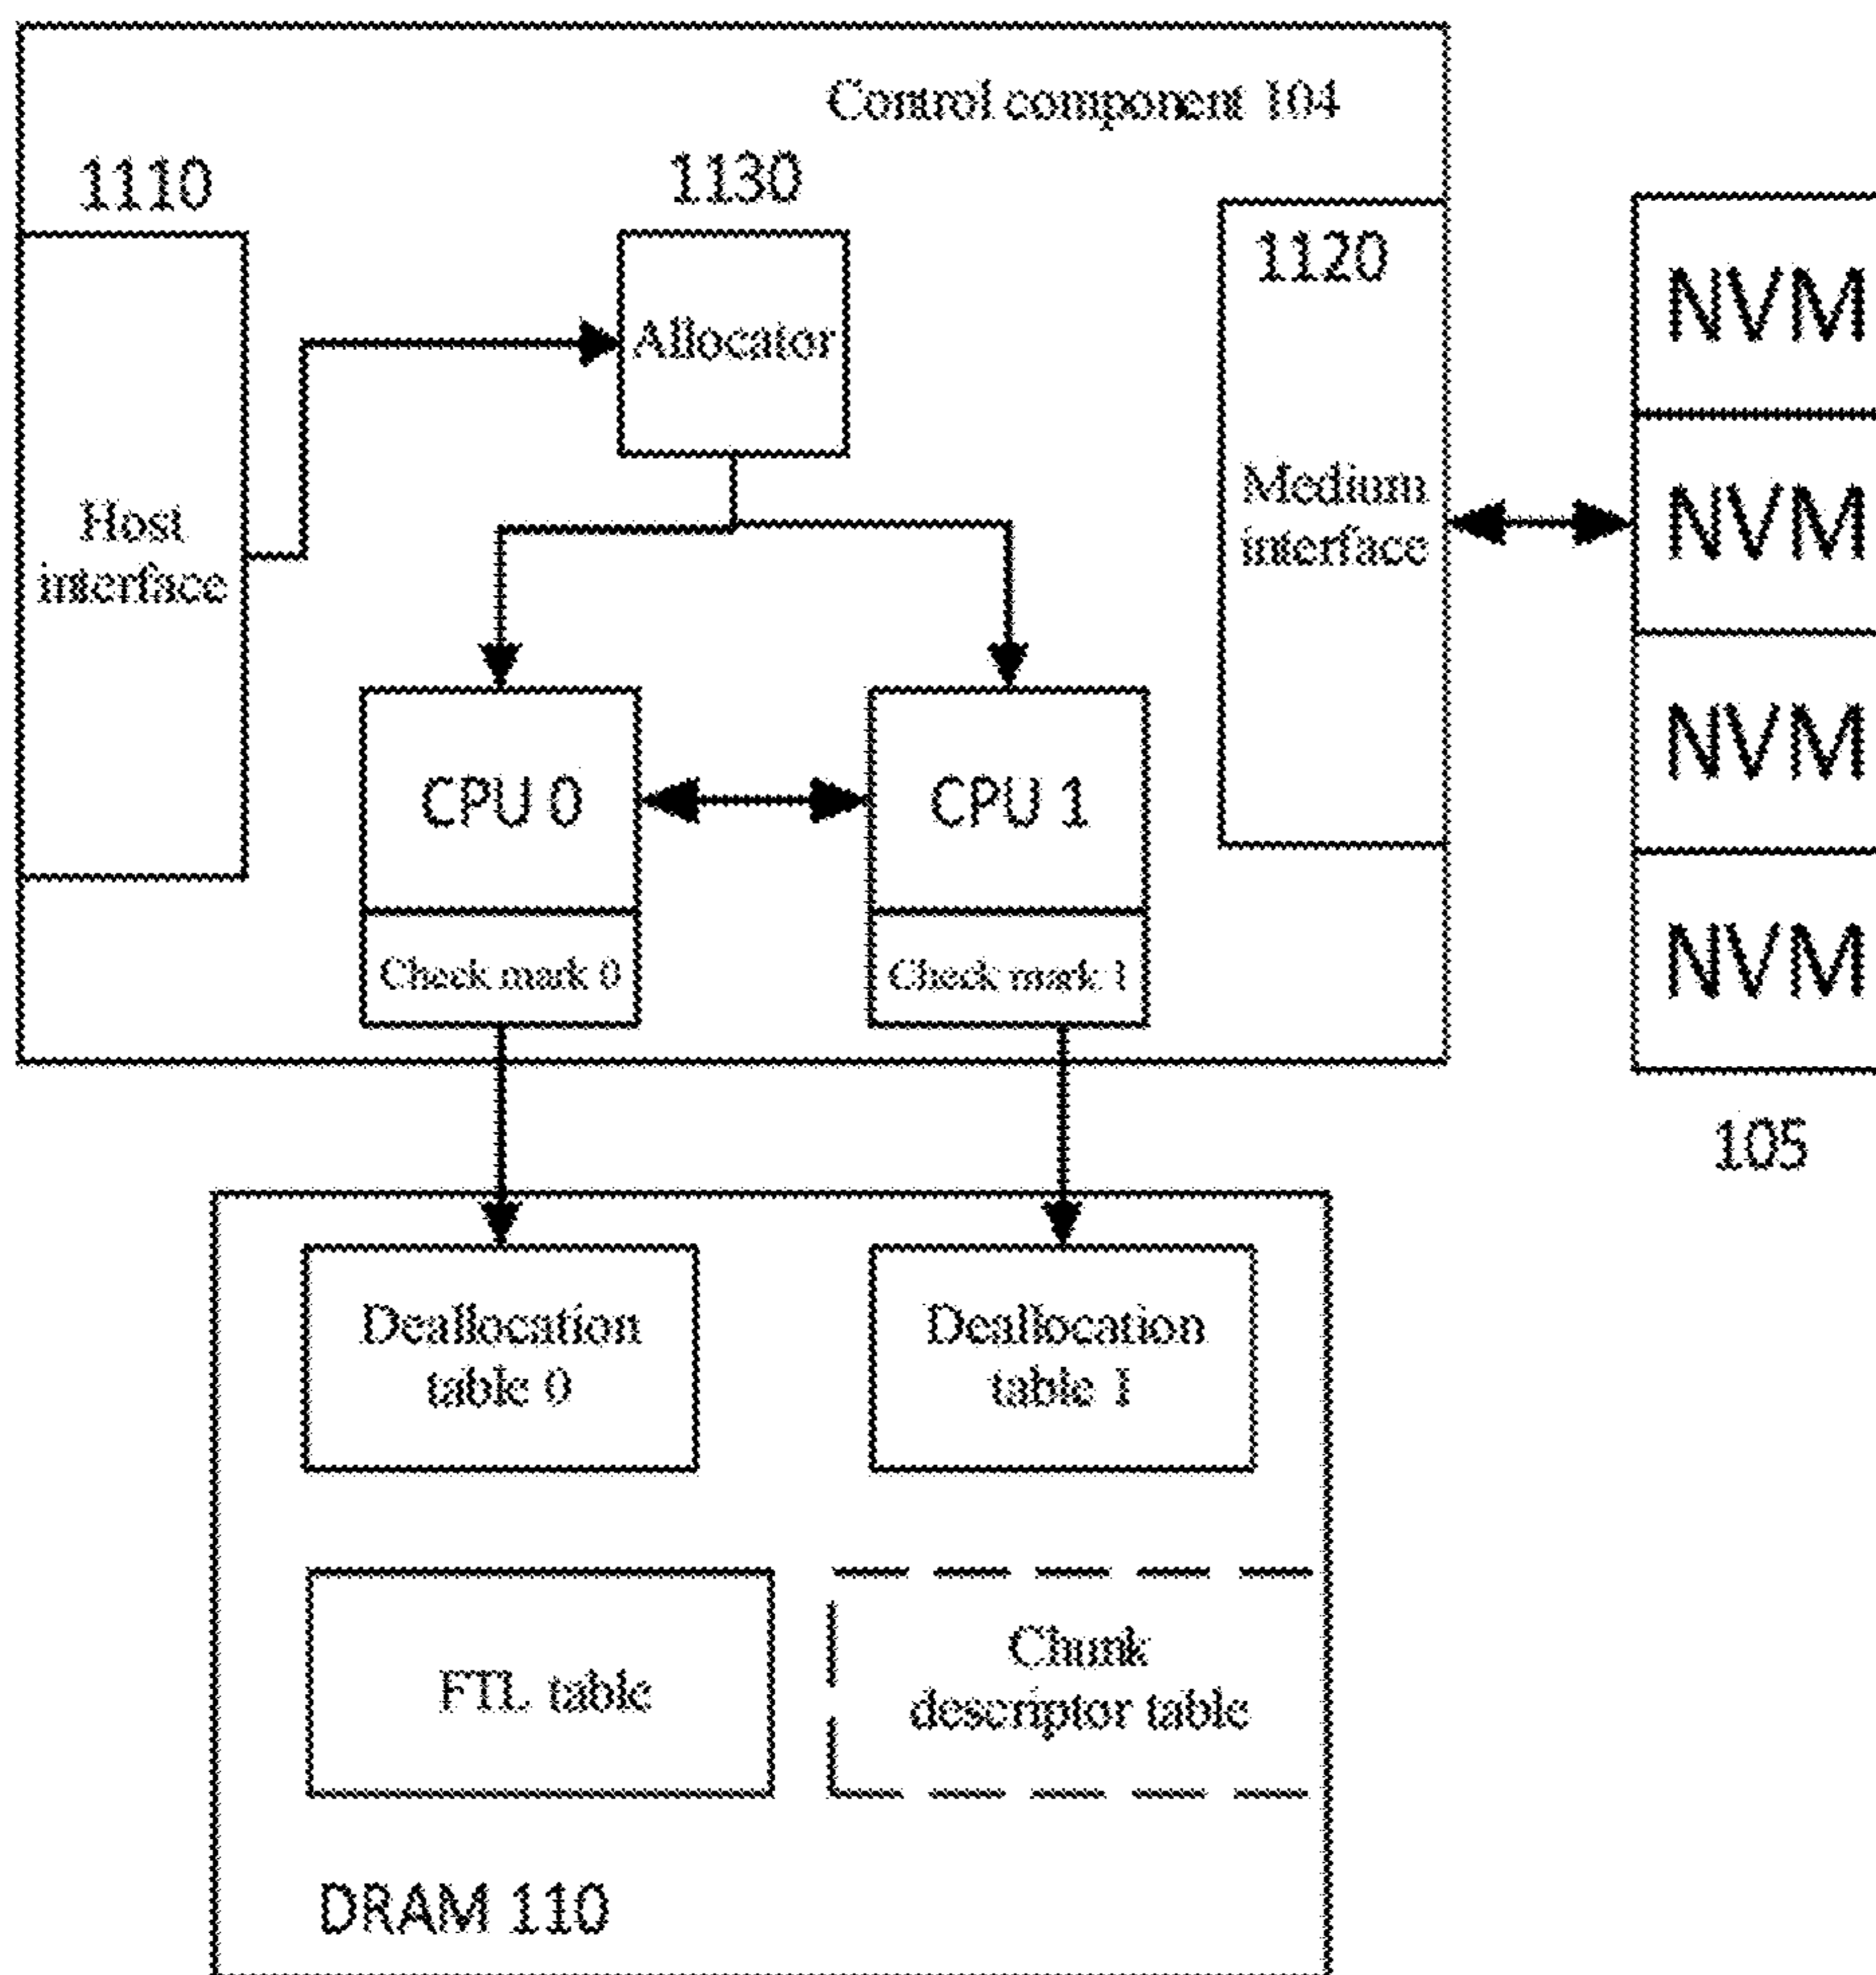 Control component 104
1110
1130
1120
Allocator
Host
interface
Medium
interface
NVM
NVM
NVM
NVM
CPU 0
CPU 1
Check mark 0
Check mark 1
105
Deallocation
table 0
Deallocation
table 1
FTL table
Chunk
descriptor table
DRAM 110